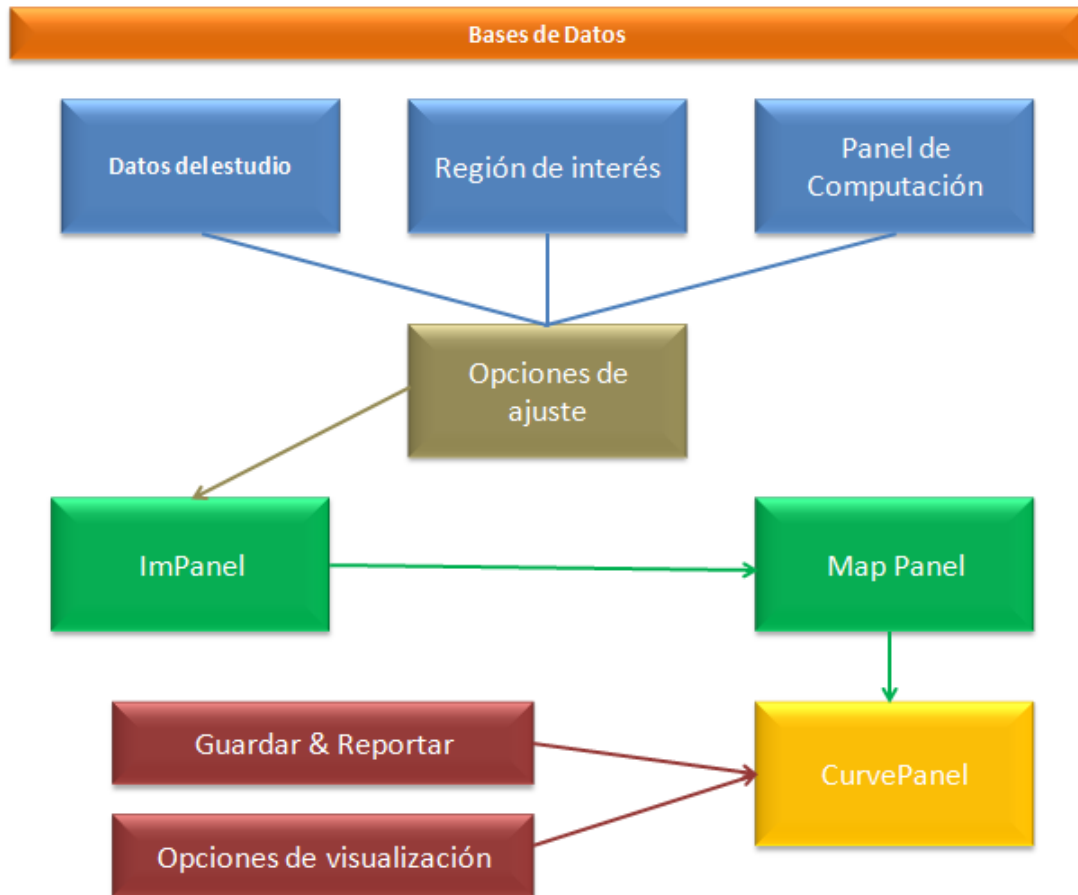 Bases de Datos
Datos del estudio
Región de interés
Panel de
Computación
Opciones de
ajuste
ImPanel
Map Panel
Guardar & Reportar
CurvePanel
Opciones de visualización